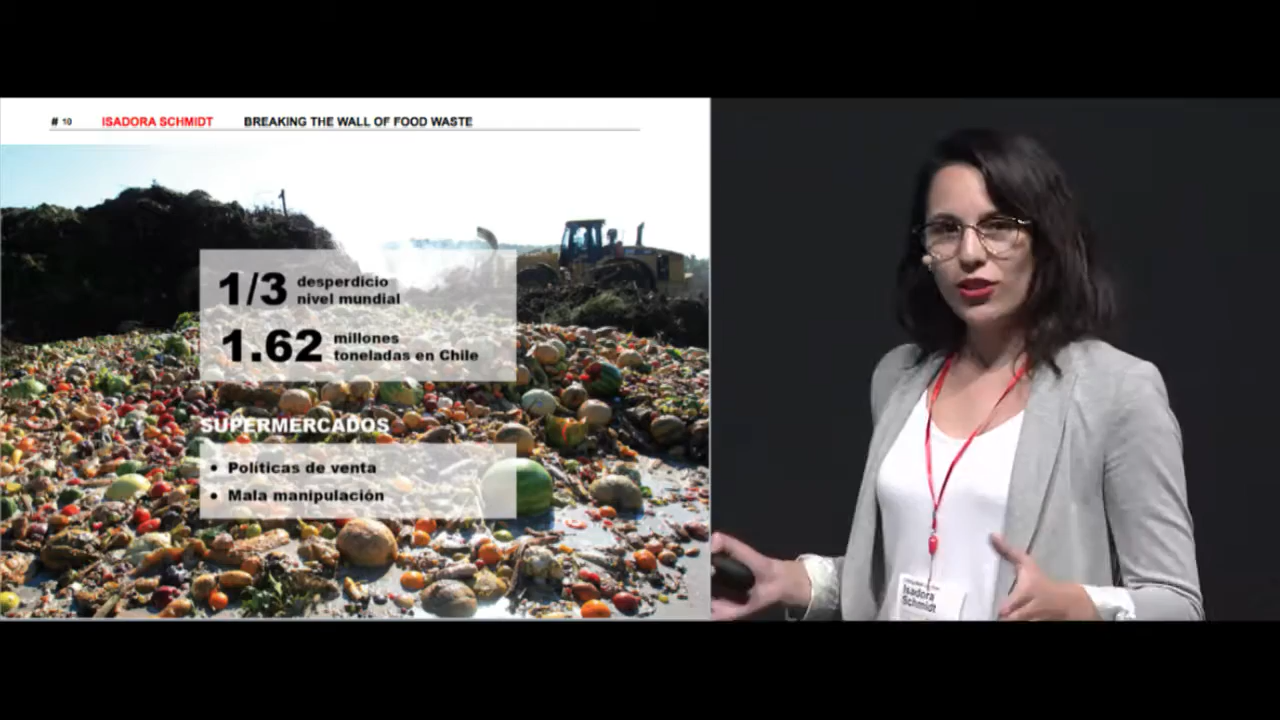 # 10 ISADORA SCHMIDT BREAKING THE WALL OF FOOD WASTE
1/3 desperdicio
nivel mundial
1.62 millones
toneladas en Chile
SUPERMERCADOS
• Políticas de venta
• Mala manipulación
Isadora
Schmidt